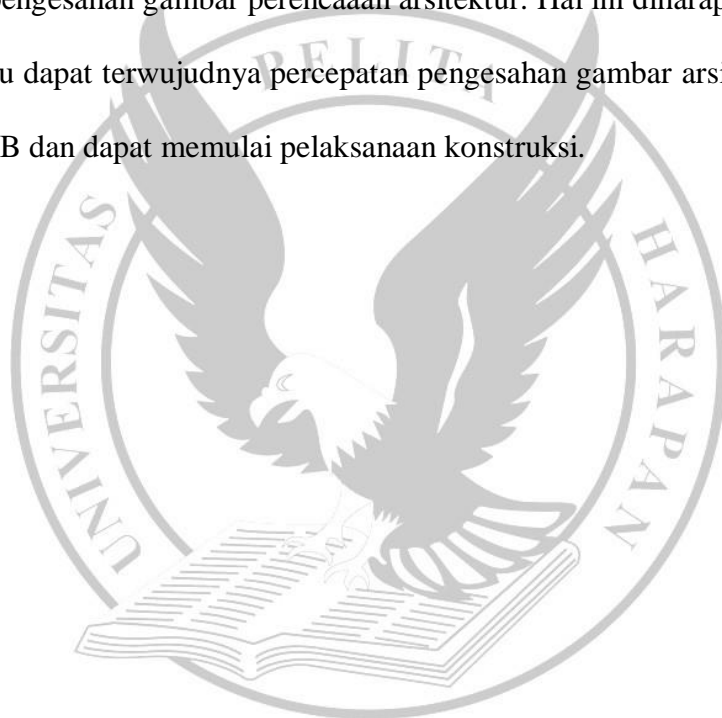 pengesahan gambar perencaaan arsitektur. Hal ini diharap
u dapat terwujudnya percepatan pengesahan gambar arsi
B dan dapat memulai pelaksanaan konstruksi.
UNIVERSITAS PELITA HARAPAN